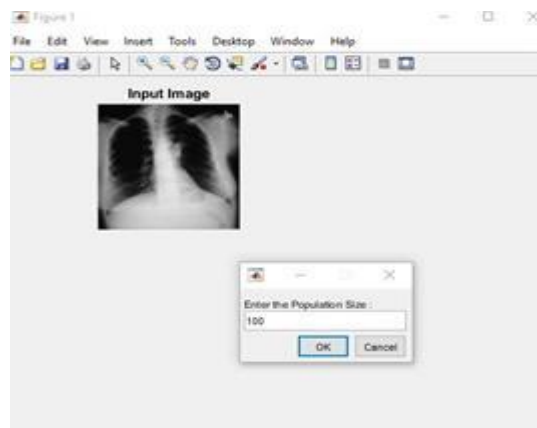 Figure 1
File Edit View Insert Tools Desktop Window Help
Input Image
Enter the Population Size :
100
OK Cancel